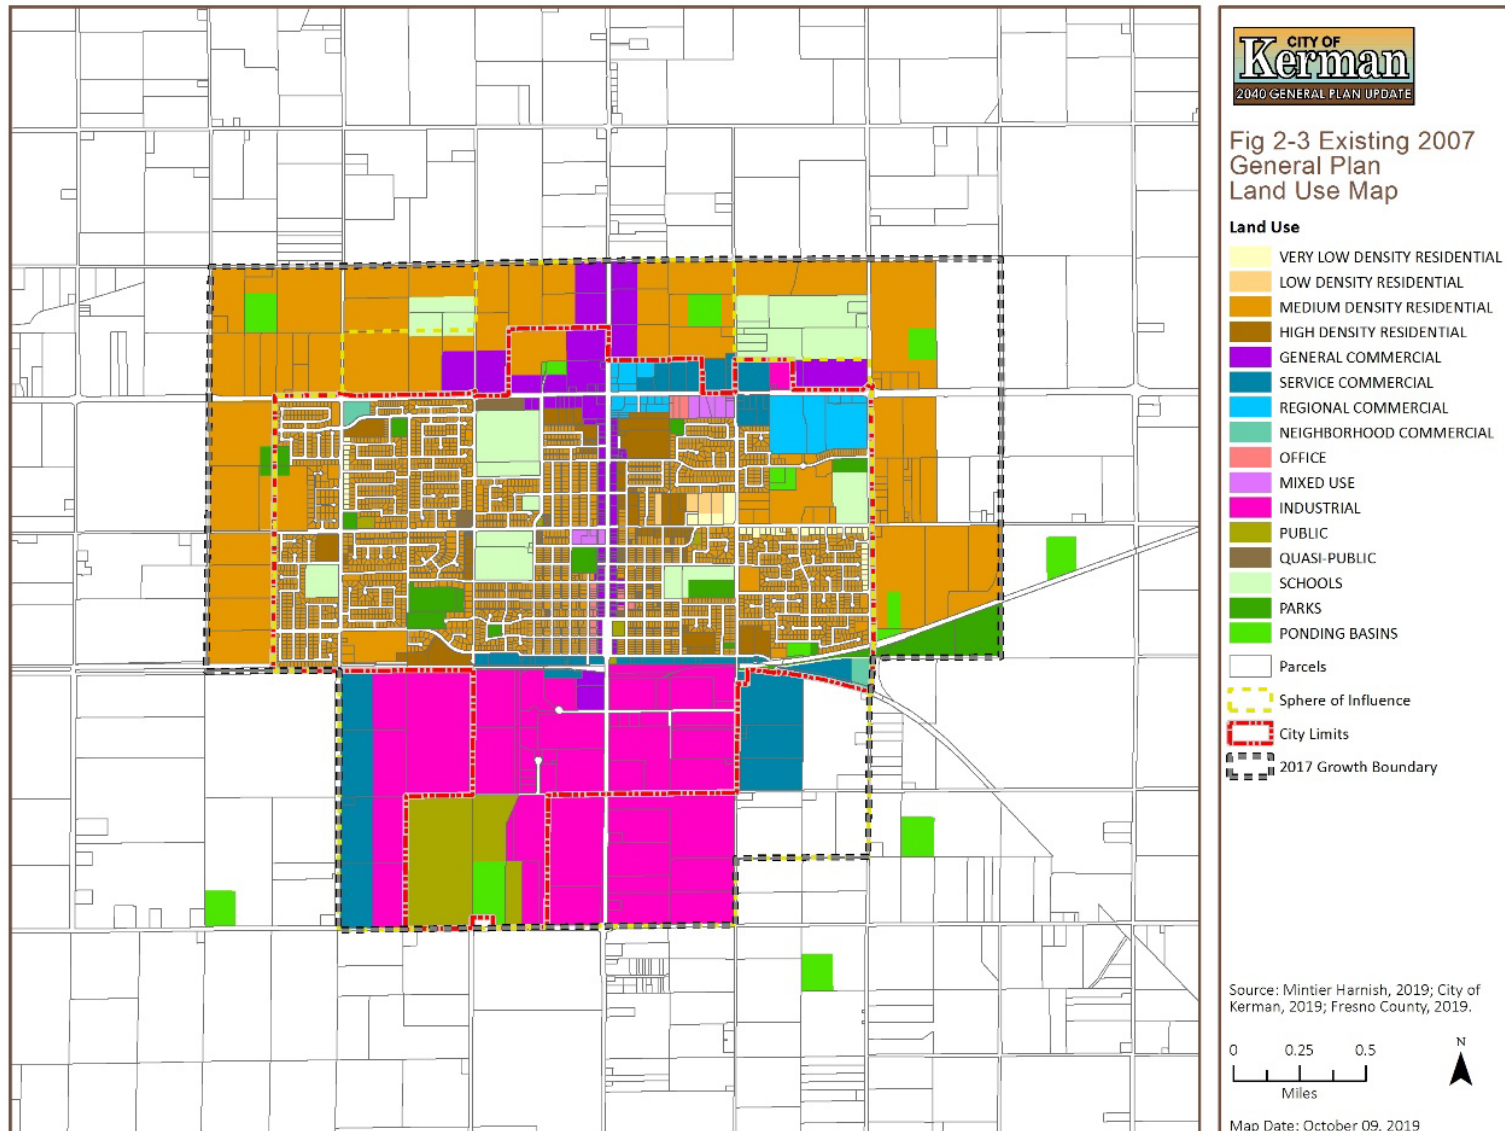 CITY OF
Kerman
2040 GENERAL PLAN UPDATE
Fig 2-3 Existing 2007
General Plan
Land Use Map
Land Use
VERY LOW DENSITY RESIDENTIAL
LOW DENSITY RESIDENTIAL
MEDIUM DENSITY RESIDENTIAL
HIGH DENSITY RESIDENTIAL
GENERAL COMMERCIAL
SERVICE COMMERCIAL
REGIONAL COMMERCIAL
NEIGHBORHOOD COMMERCIAL
OFFICE
MIXED USE
INDUSTRIAL
PUBLIC
QUASI-PUBLIC
SCHOOLS
PARKS
PONDING BASINS
Parcels
Sphere of Influence
City Limits
2017 Growth Boundary
Source: Mintier Harnish, 2019; City of
Kerman, 2019; Fresno County, 2019.
0 0.25 0.5
Miles
N
Map Date: October 09, 2019